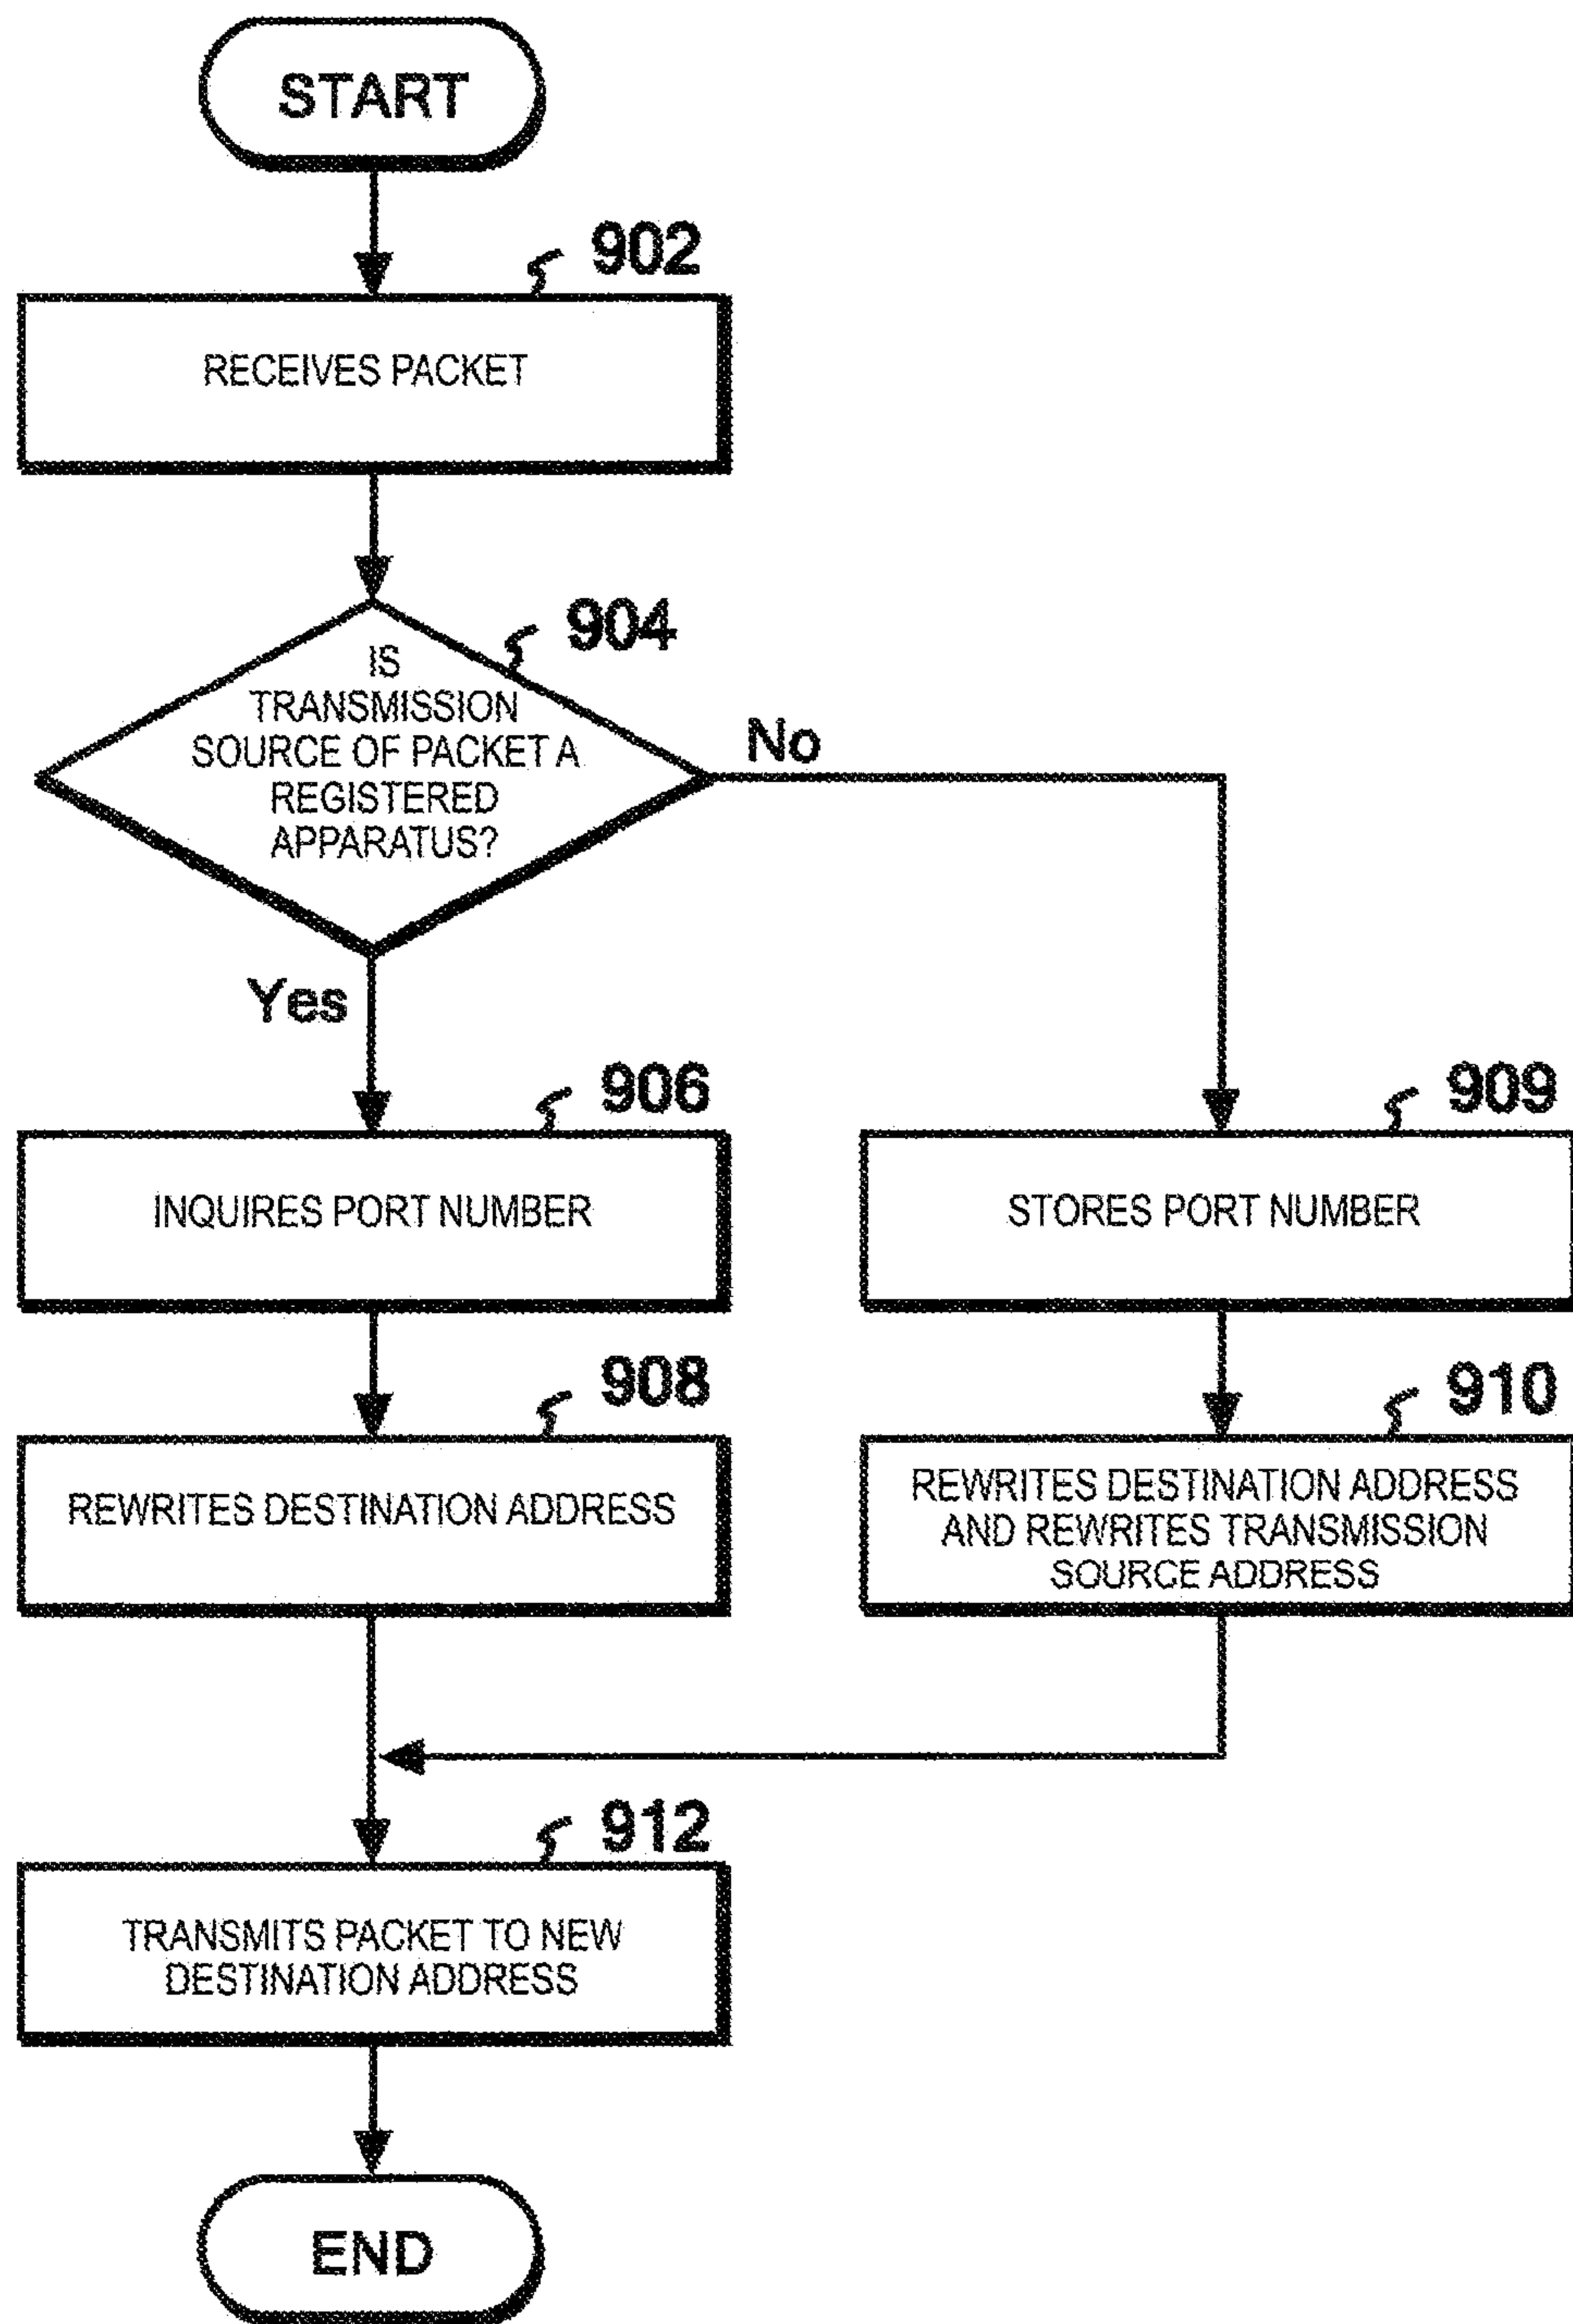 START
902
RECEIVES PACKET
904
IS
TRANSMISSION
SOURCE OF PACKET A
REGISTERED
APPARATUS?
No
Yes
906
INQUIRES PORT NUMBER
909
STORES PORT NUMBER
908
REWRITES DESTINATION ADDRESS
910
REWRITES DESTINATION ADDRESS
AND REWRITES TRANSMISSION
SOURCE ADDRESS
912
TRANSMITS PACKET TO NEW
DESTINATION ADDRESS
END